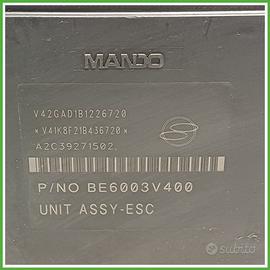 MANDO
V42GAD1B1226720
*V41K8F21B436720*
A2C39271502
P/NO BE6003V400
UNIT ASSY-ESC
subito